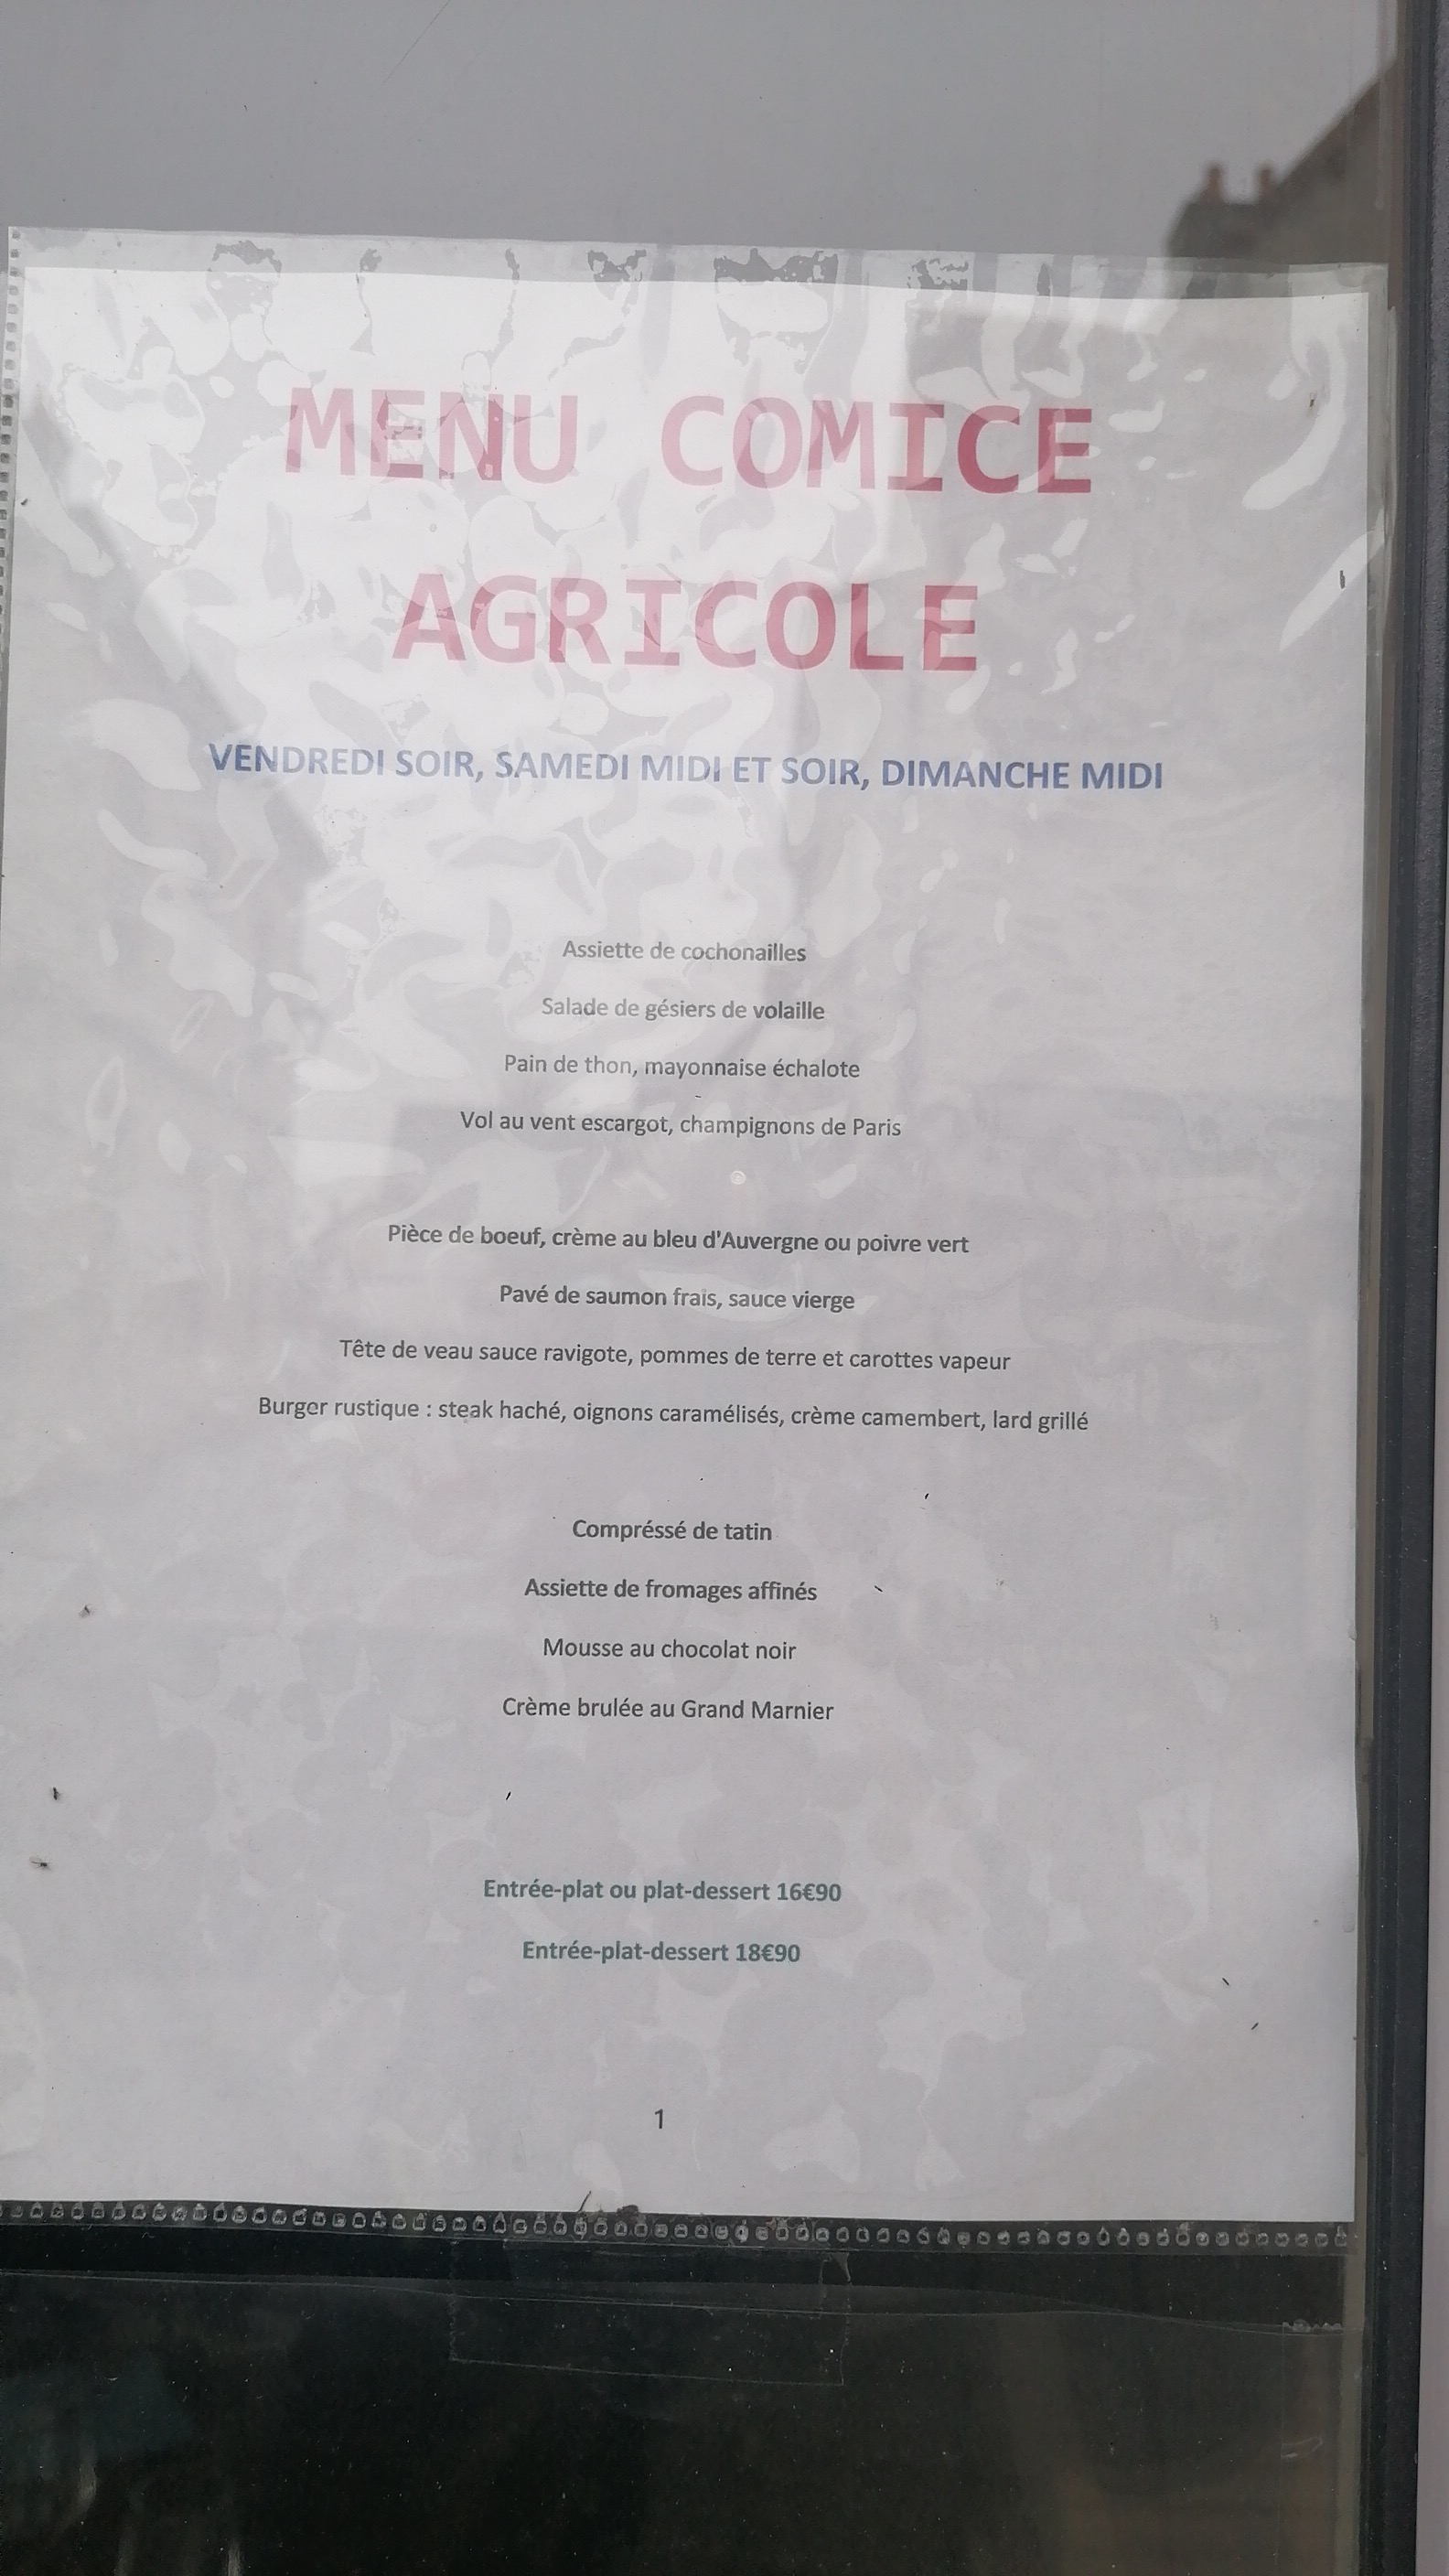 MENU COMICE
AGRICOLE
VENDREDI SOIR, SAMEDI MIDI ET SOIR, DIMANCHE MIDI
Assiette de cochonailles
Salade de gésiers de volaille
Pain de thon, mayonnaise échalote
Vol au vent escargot, champignons de Paris
Pièce de boeuf, crème au bleu d'Auvergne ou poivre vert
Pavé de saumon frais, sauce vierge
Tête de veau sauce ravigote, pommes de terre et carottes vapeur
Burger rustique : steak haché, oignons caramélisés, crème camembert, lard grillé
Compréssé de tatin
Assiette de fromages affinés
Mousse au chocolat noir
Crème brulée au Grand Marnier
Entrée-plat ou plat-dessert 16€90
Entrée-plat-dessert 18€90
1